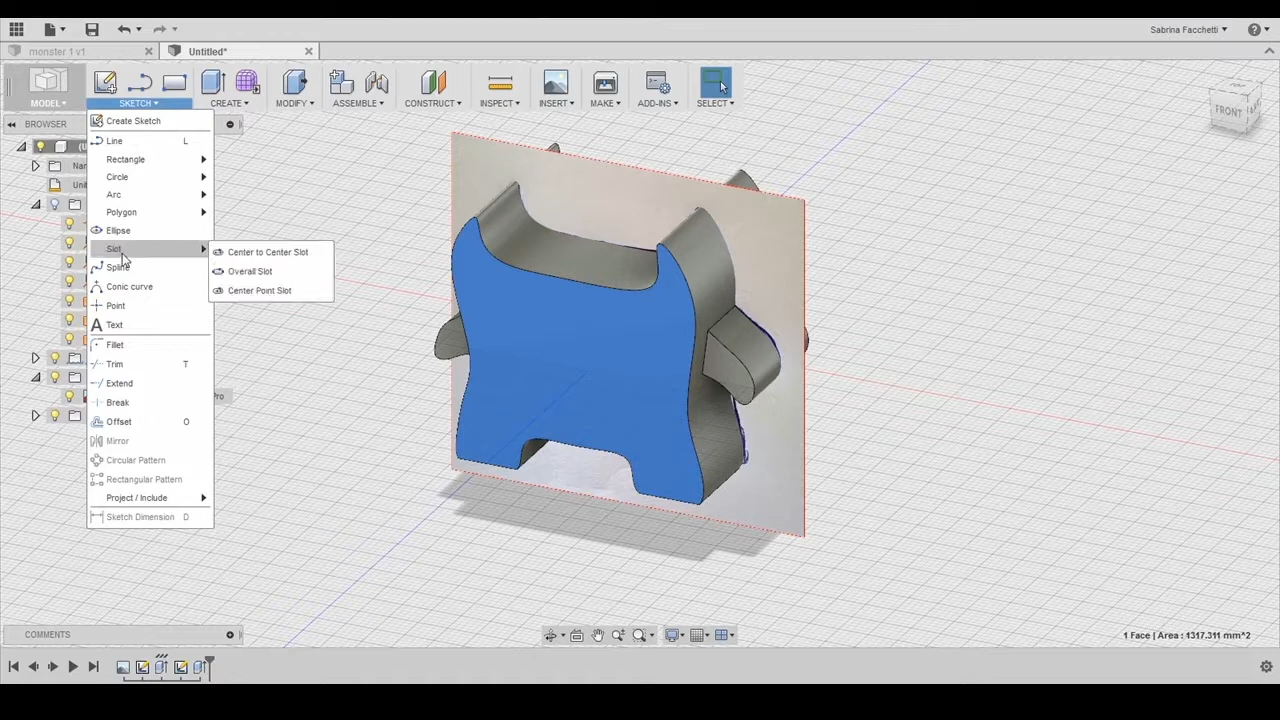 Sabrina Facchetti
monster 1 v1
Untitled*
MODEL
SKETCH
CREATE
MODIFY
ASSEMBLE
CONSTRUCT
INSPECT
INSERT
MAKE
ADD-INS
SELECT
BROWSER
FRONT
Create Sketch
Line L
Rectangle
Circle
Arc
Polygon
Ellipse
Slot
Center to Center Slot
Spline
Overall Slot
Conic curve
Center Point Slot
Point
Text
Fillet
Trim T
Extend
Break
Offset O
Mirror
Circular Pattern
Rectangular Pattern
Project / Include
Sketch Dimension D
(U
Na
Uni
Pro
COMMENTS
1 Face | Area : 1317.311 mm^2